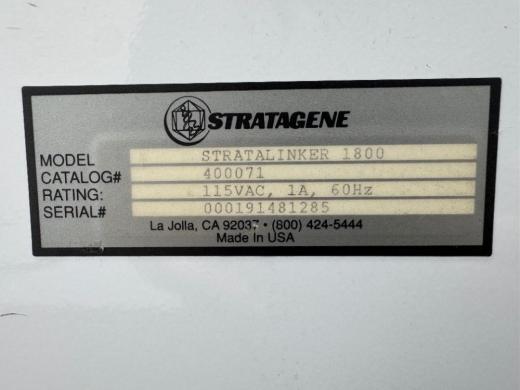 STRATAGENE
MODEL STRATALINKER 1800
CATALOG# 400071
RATING: 115VAC, 1A, 60Hz
SERIAL# 000191481285
La Jolla, CA 92037 • (800) 424-5444
Made In USA